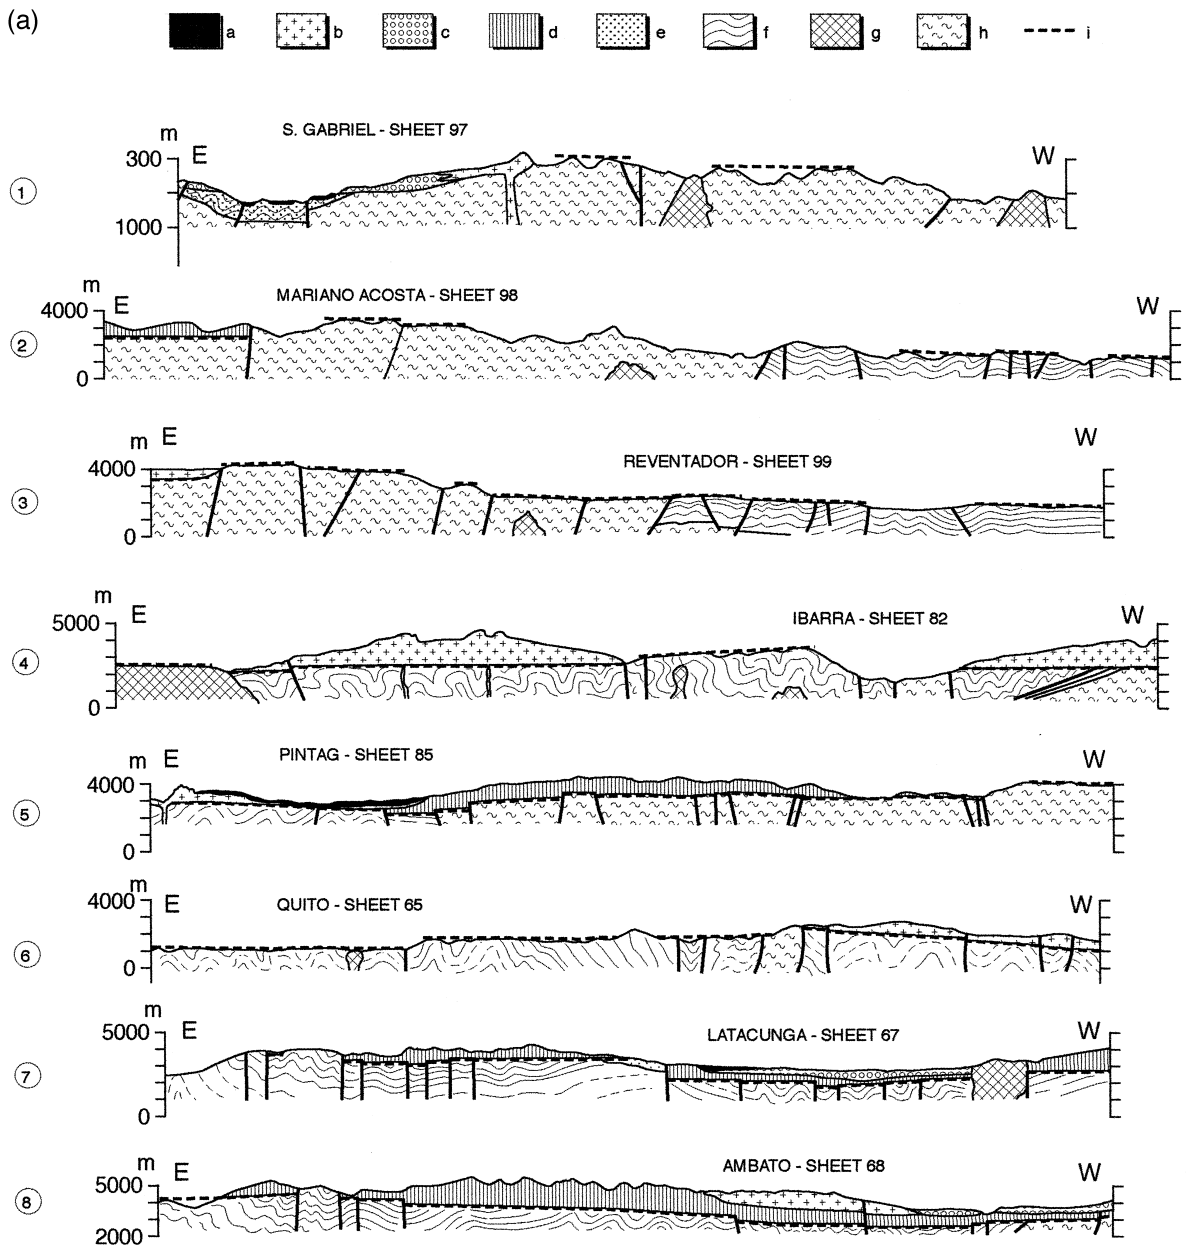 (a)
a b c d e f g h i
S. GABRIEL - SHEET 97
m
E W
300
1
1000
m
MARIANO ACOSTA - SHEET 98
4000 E W
2
0
m E W
REVENTADOR - SHEET 99
4000
3
0
m
E IBARRA - SHEET 82 W
5000
4
0
m E PINTAG - SHEET 85 W
4000
5
0
m
4000 E QUITO - SHEET 65 W
6
0
m
5000 E LATACUNGA - SHEET 67 W
7
0
m E AMBATO - SHEET 68 W
5000
8
2000